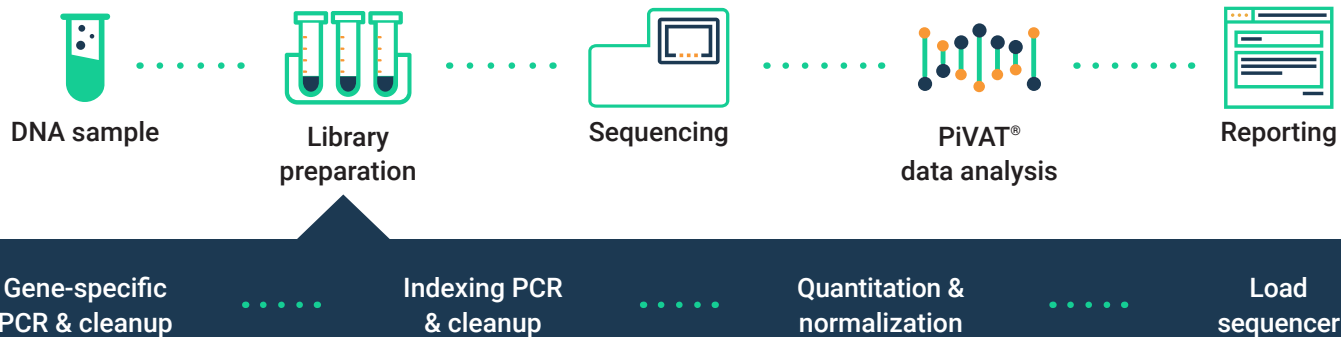 DNA sample
Library
preparation
Sequencing
PiVAT®
data analysis
Reporting
Gene-specific
PCR & cleanup
Indexing PCR
& cleanup
Quantitation &
normalization
Load
sequencer